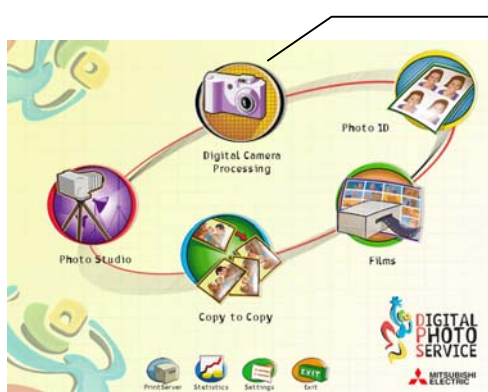 Photo ID
Digital Camera
Processing
Photo Studio
Films
Copy to Copy
DIGITAL
PHOTO
SERVICE
MITSUBISHI
ELECTRIC
PrintServer
Statistics
Settings
EXIT
Exit